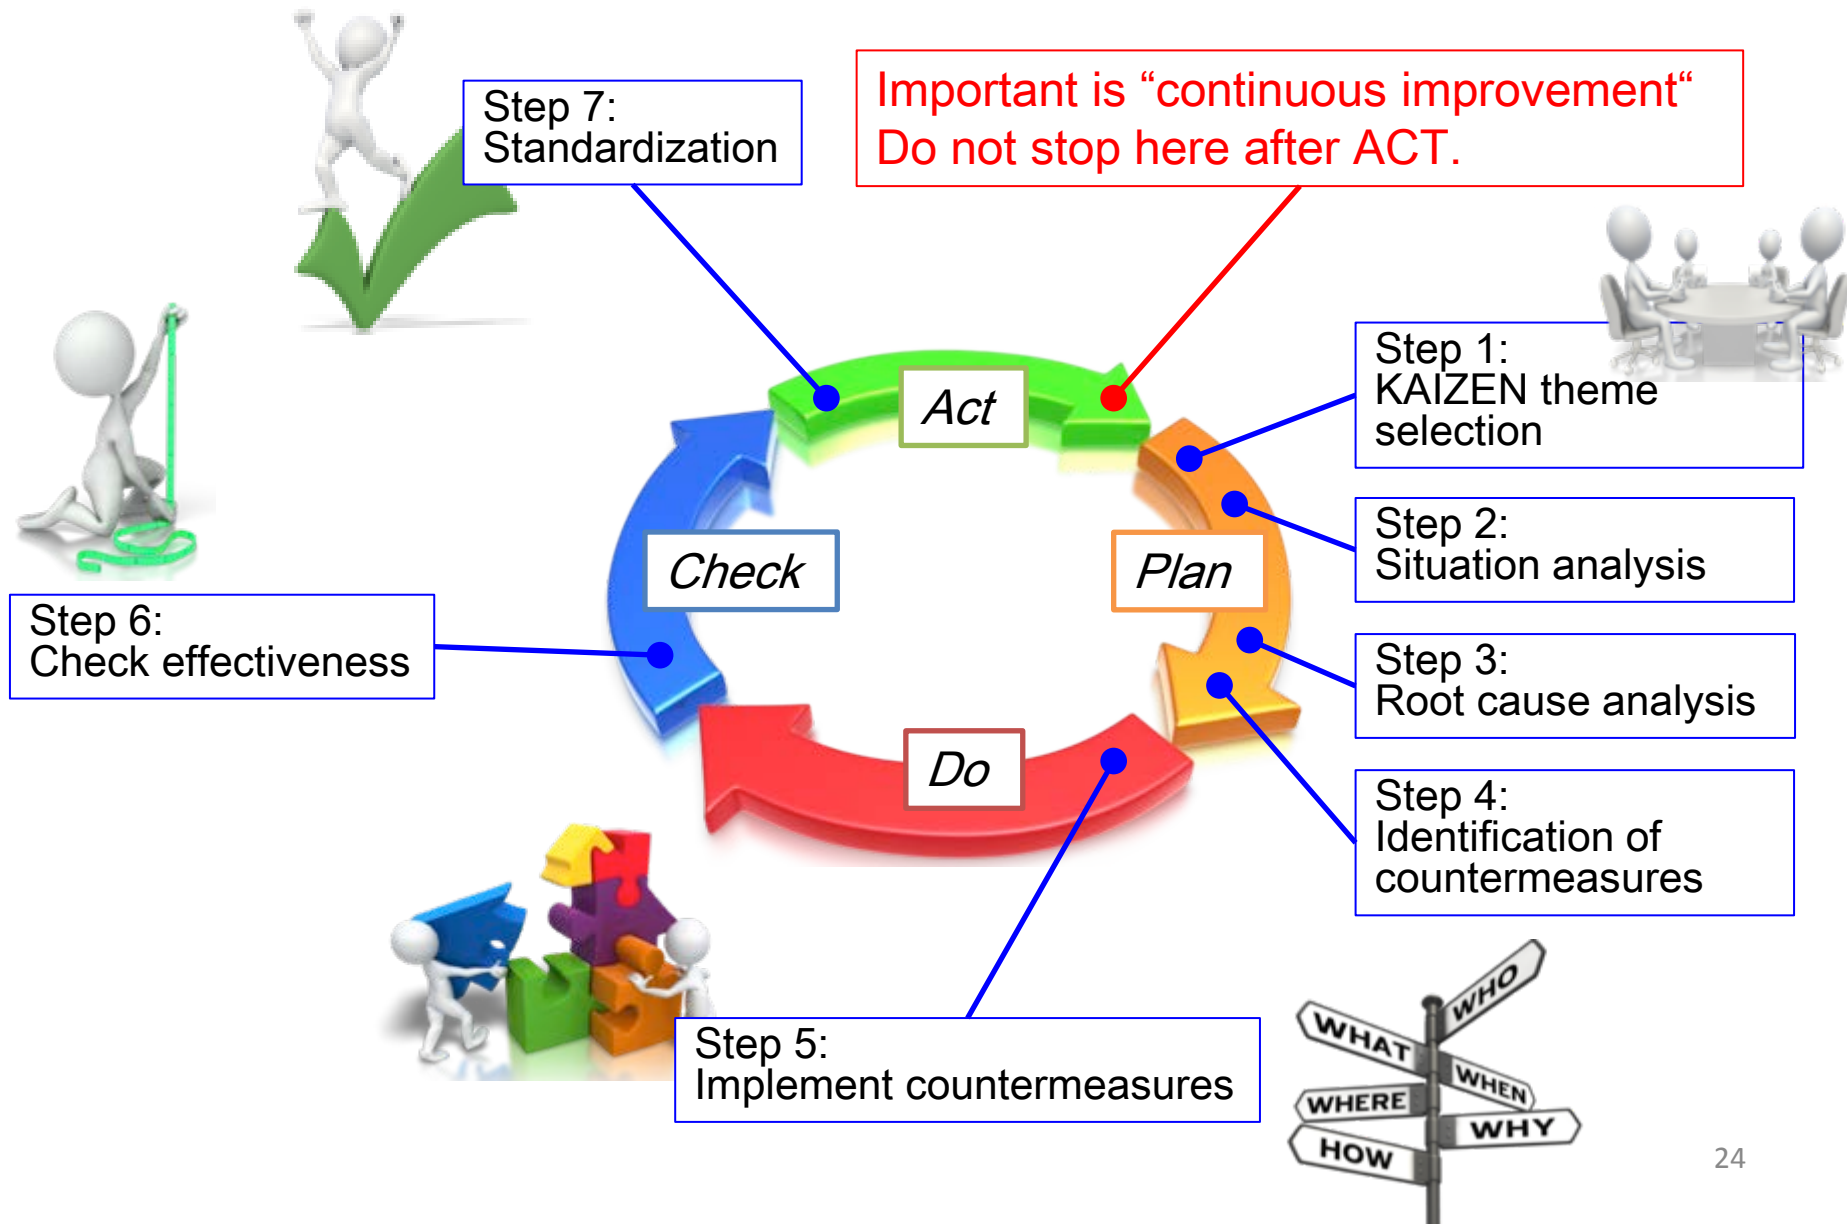 Step 7:
Standardization
Important is “continuous improvement“
Do not stop here after ACT.
Step 1:
KAIZEN theme
selection
Act
Step 2:
Situation analysis
Check
Plan
Step 6:
Check effectiveness
Step 3:
Root cause analysis
Do
Step 4:
Identification of
countermeasures
Step 5:
Implement countermeasures
WHO
WHAT
WHEN
WHERE
WHY
HOW
24